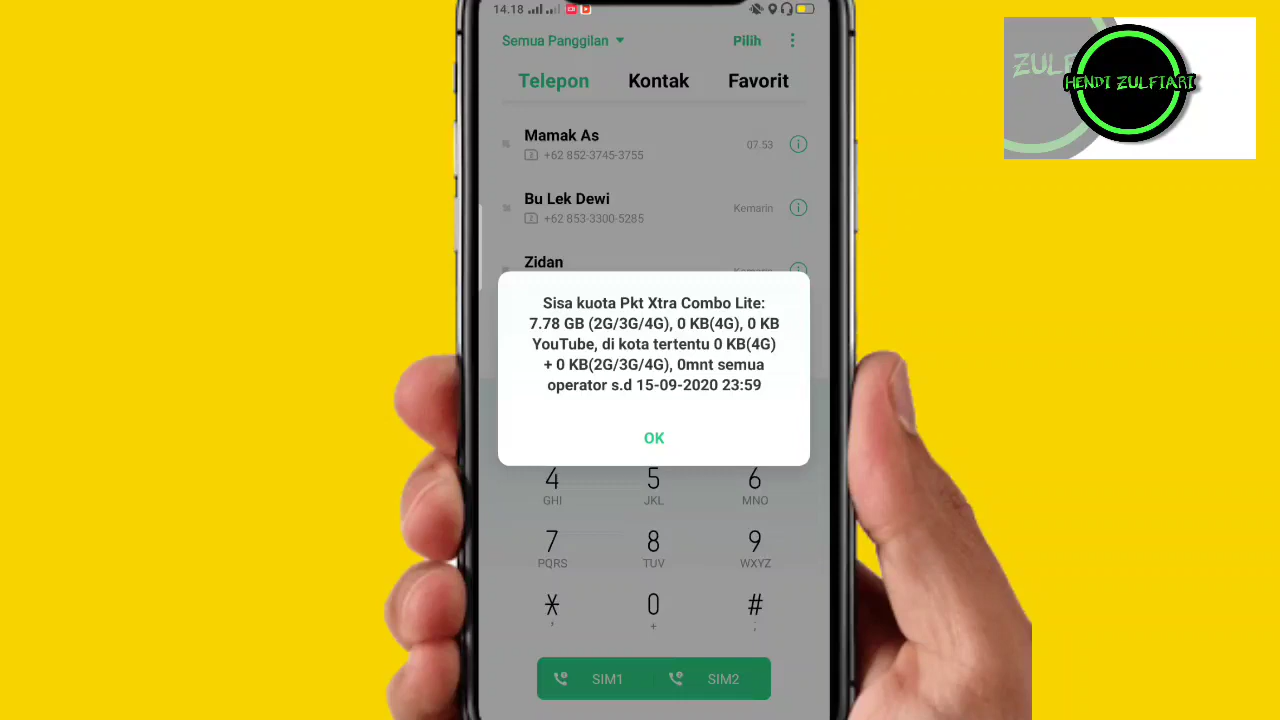 14.18
Semua Panggilan
Pilih
Telepon Kontak Favorit
Mamak As
2 +62 852-3745-3755
07.53
Bu Lek Dewi
2 +62 853-3300-5285
Kemarin
Zidan
Sisa kuota Pkt Xtra Combo Lite:
7.78 GB (2G/3G/4G), 0 KB(4G), 0 KB
YouTube, di kota tertentu 0 KB(4G)
+ 0 KB(2G/3G/4G), 0mnt semua
operator s.d 15-09-2020 23:59
OK
4 5 6
GHI JKL MNO
7 8 9
PQRS TUV WXYZ
* 0 #
, + ;
SIM1 SIM2
ZULF
HENDI ZULFIARI